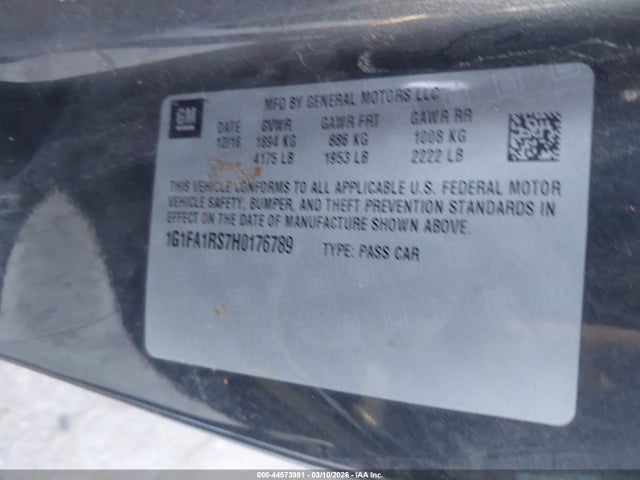 GM
MFD BY GENERAL MOTORS LLC
DATE GVWR GAWR FRT GAWR RR
10/16 1894 KG 886 KG 1008 KG
4175 LB 1953 LB 2222 LB
THIS VEHICLE CONFORMS TO ALL APPLICABLE U.S. FEDERAL MOTOR
VEHICLE SAFETY, BUMPER, AND THEFT PREVENTION STANDARDS IN
EFFECT ON THE DATE OF MANUFACTURE SHOWN ABOVE.
1G1FA1RS7H0176789 TYPE: PASS CAR
000-44573981 - 03/10/2026 - IAA Inc.